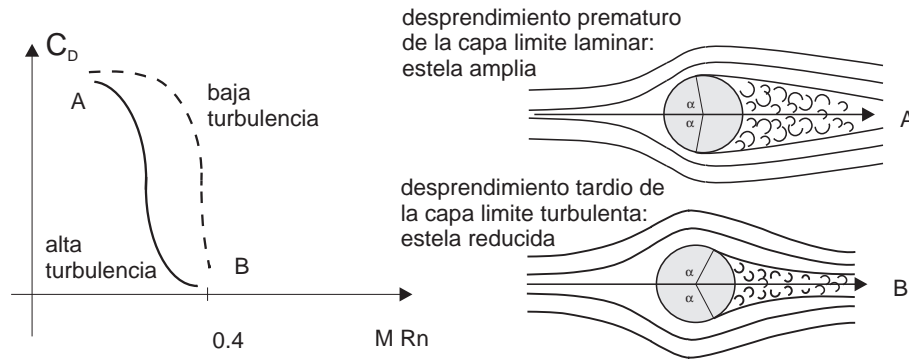 C_D
A
baja
turbulencia
alta
turbulencia
B
0.4
M Rn
desprendimiento prematuro
de la capa limite laminar:
estela amplia
α
α
A
desprendimiento tardio de
la capa limite turbulenta:
estela reducida
α
α
B